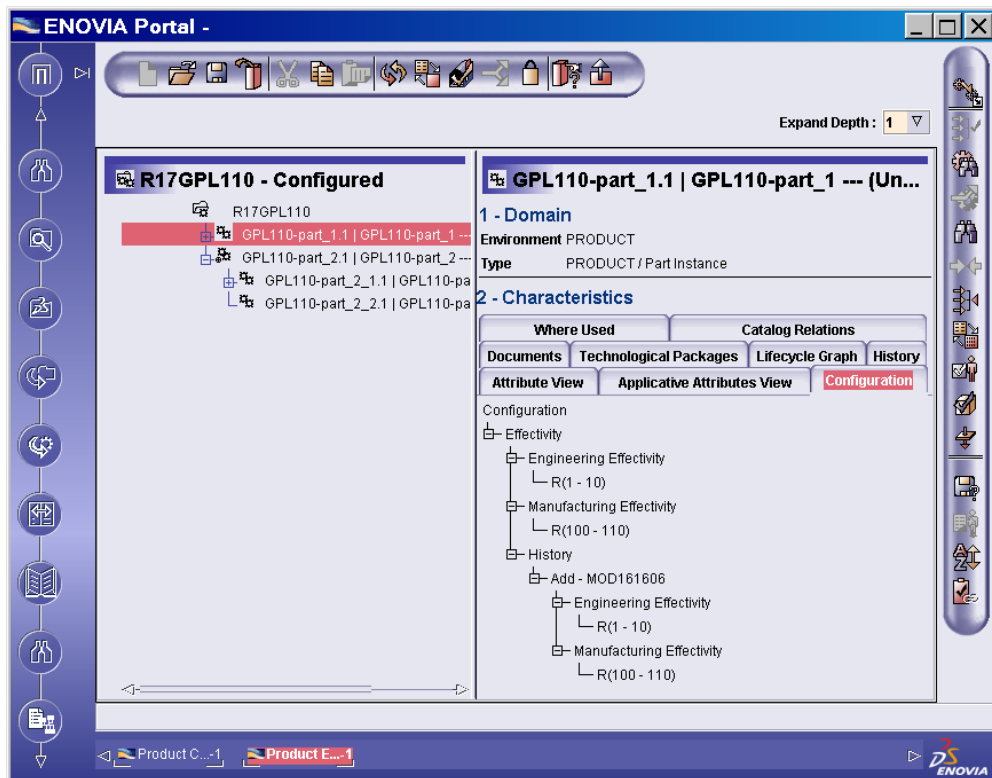 ENOVIA Portal -
Expand Depth : 1
R17GPL110 - Configured
R17GPL110
GPL110-part_1.1 | GPL110-part_1 ---
GPL110-part_2.1 | GPL110-part_2 ---
GPL110-part_2_1.1 | GPL110-pa
GPL110-part_2_2.1 | GPL110-pa
GPL110-part_1.1 | GPL110-part_1 --- (Un...
1 - Domain
Environment PRODUCT
Type PRODUCT / Part Instance
2 - Characteristics
Where Used Catalog Relations
Documents Technological Packages Lifecycle Graph History
Attribute View Applicative Attributes View Configuration
Configuration
Effectivity
Engineering Effectivity
R(1 - 10)
Manufacturing Effectivity
R(100 - 110)
History
Add - MOD161606
Engineering Effectivity
R(1 - 10)
Manufacturing Effectivity
R(100 - 110)
Product C...-1 Product E...-1
ENOVIA